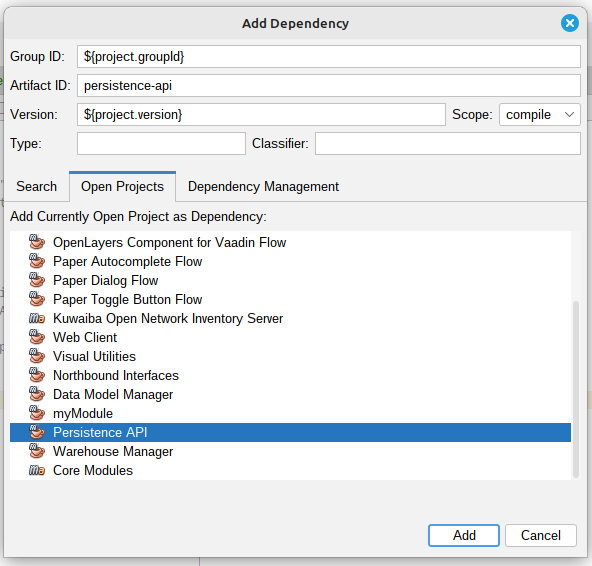 Add Dependency
Group ID: ${project.groupId}
Artifact ID: persistence-api
Version: ${project.version} Scope: compile
Type: Classifier:
Search Open Projects Dependency Management
Add Currently Open Project as Dependency:
OpenLayers Component for Vaadin Flow
Paper Autocomplete Flow
Paper Dialog Flow
Paper Toggle Button Flow
Kuwaiba Open Network Inventory Server
Web Client
Visual Utilities
Northbound Interfaces
Data Model Manager
myModule
Persistence API
Warehouse Manager
Core Modules
Add Cancel